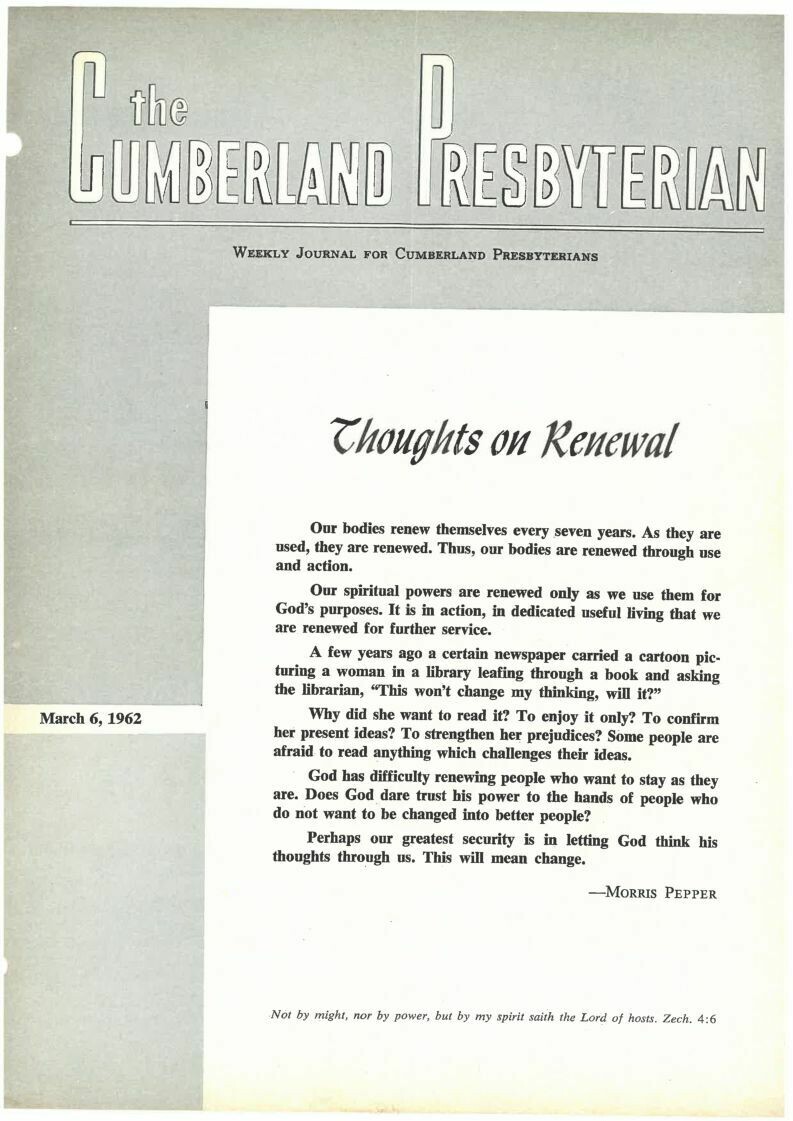 the
CUMBERLAND PRESBYTERIAN
WEEKLY JOURNAL FOR CUMBERLAND PRESBYTERIANS
Thoughts on Renewal
Our bodies renew themselves every seven years. As they are
used, they are renewed. Thus, our bodies are renewed through use
and action.
Our spiritual powers are renewed only as we use them for
God's purposes. It is in action, in dedicated useful living that we
are renewed for further service.
A few years ago a certain newspaper carried a cartoon pic-
turing a woman in a library leafing through a book and asking
the librarian, “This won't change my thinking, will it?”
Why did she want to read it? To enjoy it only? To confirm
her present ideas? To strengthen her prejudices? Some people are
afraid to read anything which challenges their ideas.
God has difficulty renewing people who want to stay as they
are. Does God dare trust his power to the hands of people who
do not want to be changed into better people?
Perhaps our greatest security is in letting God think his
thoughts through us. This will mean change.
—MORRIS PEPPER
March 6, 1962
Not by might, nor by power, but by my spirit saith the Lord of hosts. Zech. 4:6